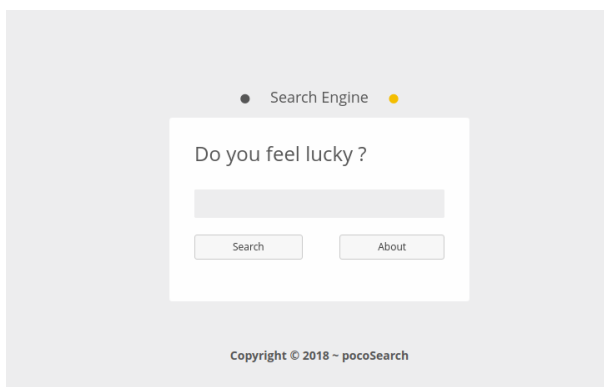 Search Engine
Do you feel lucky ?
Search About
Copyright © 2018 ~ pocoSearch